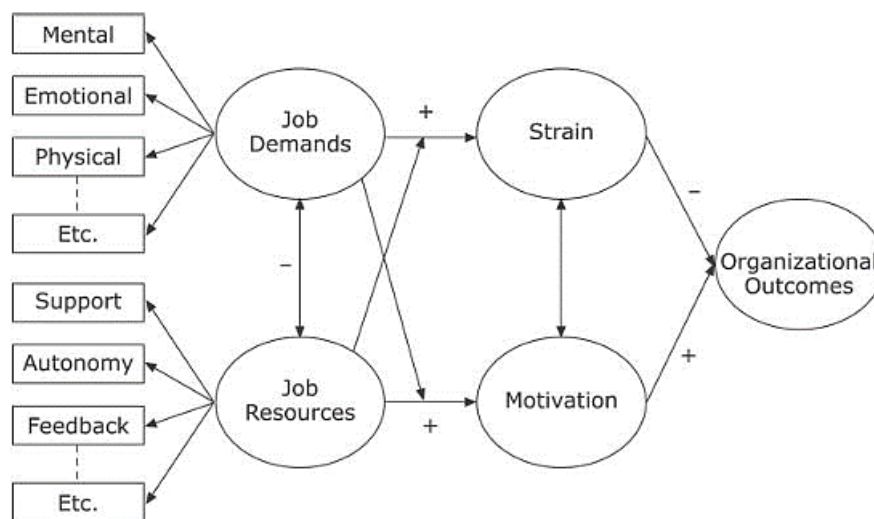 Mental
Emotional
Physical
Etc.
Support
Autonomy
Feedback
Etc.
Job
Demands
–
Job
Resources
+
+
Strain
Motivation
–
+
Organizational
Outcomes